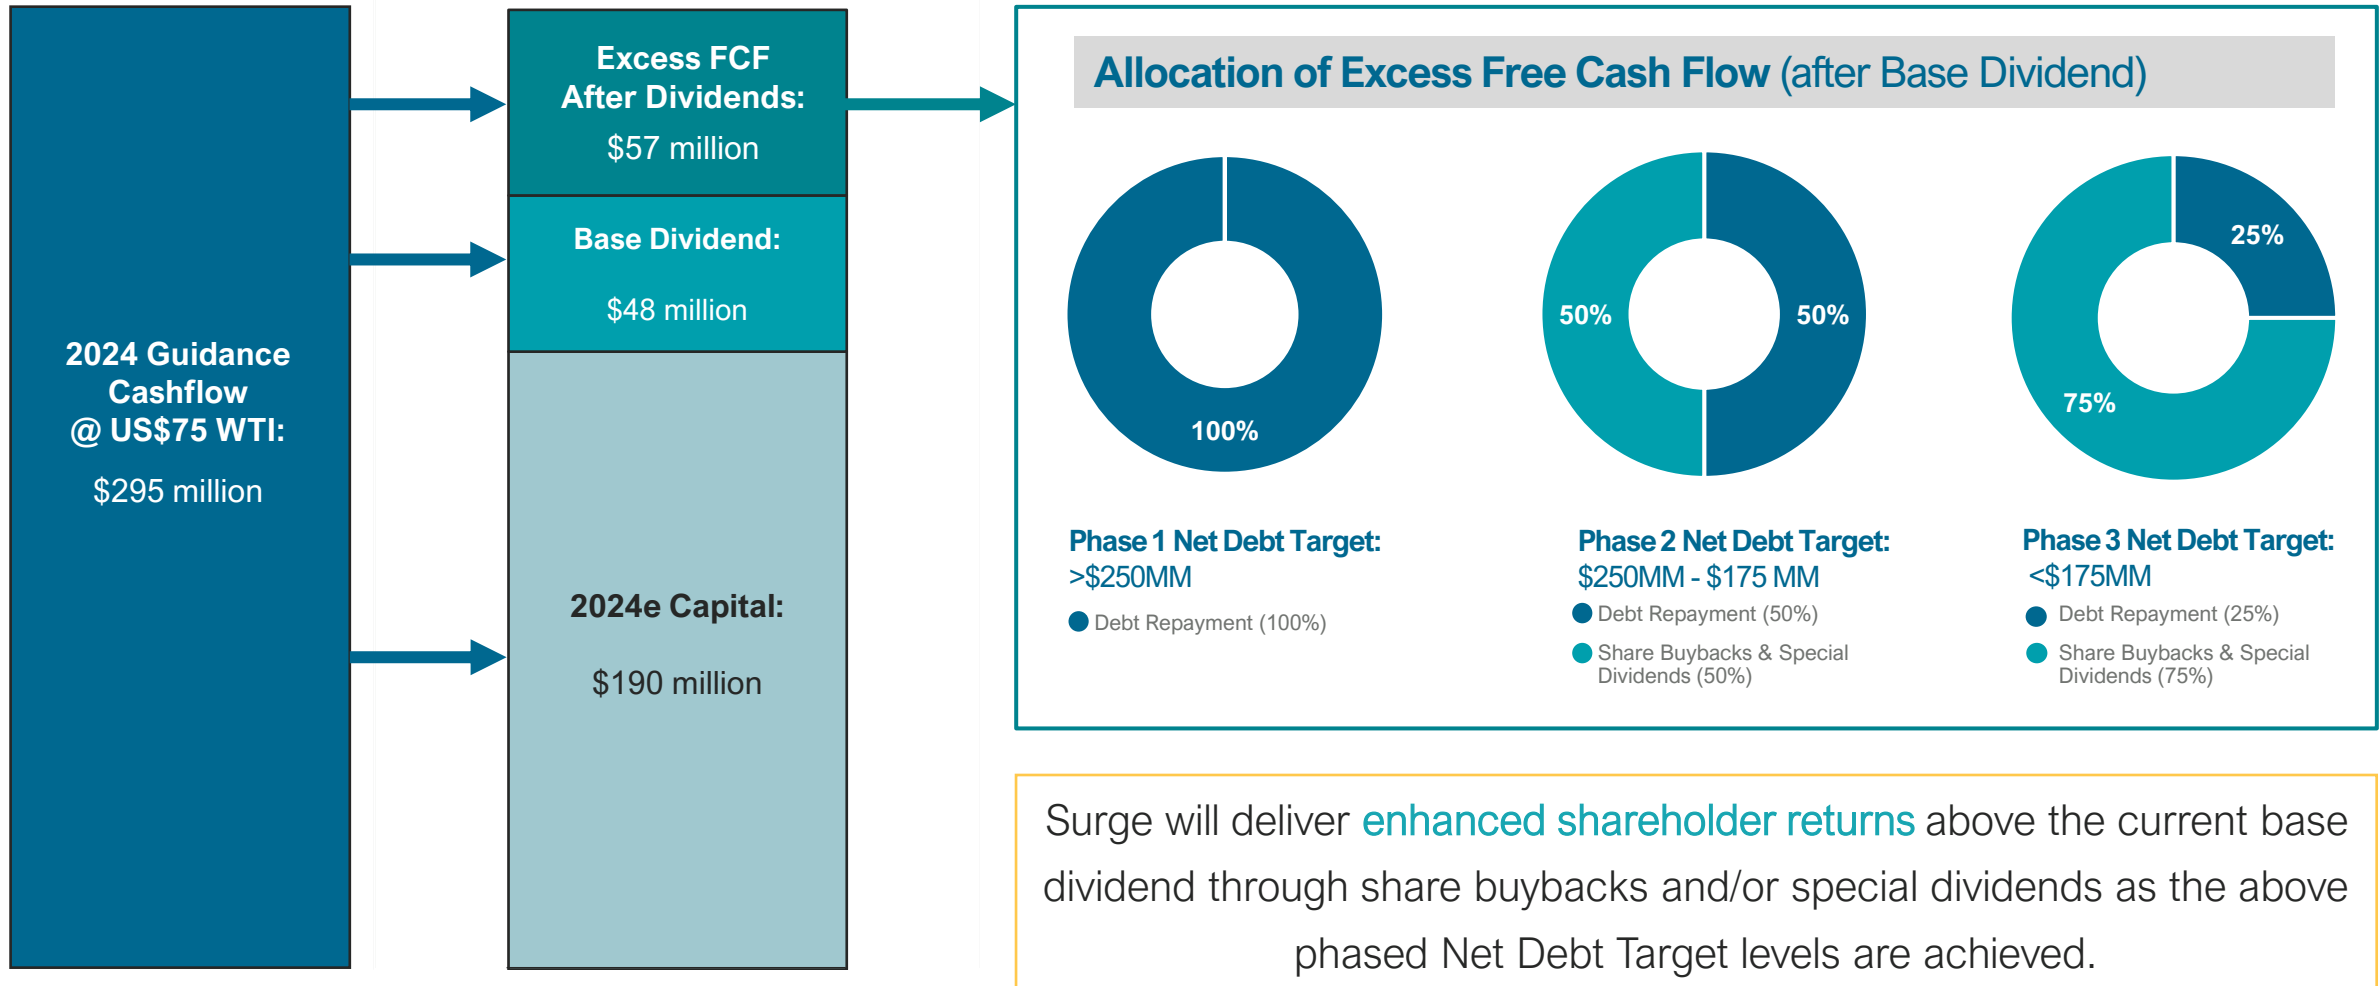 2024 Guidance
Cashflow
@ US$75 WTI:
$295 million
Excess FCF
After Dividends:
$57 million
Base Dividend:
$48 million
2024e Capital:
$190 million
Allocation of Excess Free Cash Flow (after Base Dividend)
100%
50%
50%
25%
75%
Phase 1 Net Debt Target:
>$250MM
Debt Repayment (100%)
Phase 2 Net Debt Target:
$250MM - $175 MM
Debt Repayment (50%)
Share Buybacks & Special
Dividends (50%)
Phase 3 Net Debt Target:
<$175MM
Debt Repayment (25%)
Share Buybacks & Special
Dividends (75%)
Surge will deliver enhanced shareholder returns above the current base
dividend through share buybacks and/or special dividends as the above
phased Net Debt Target levels are achieved.